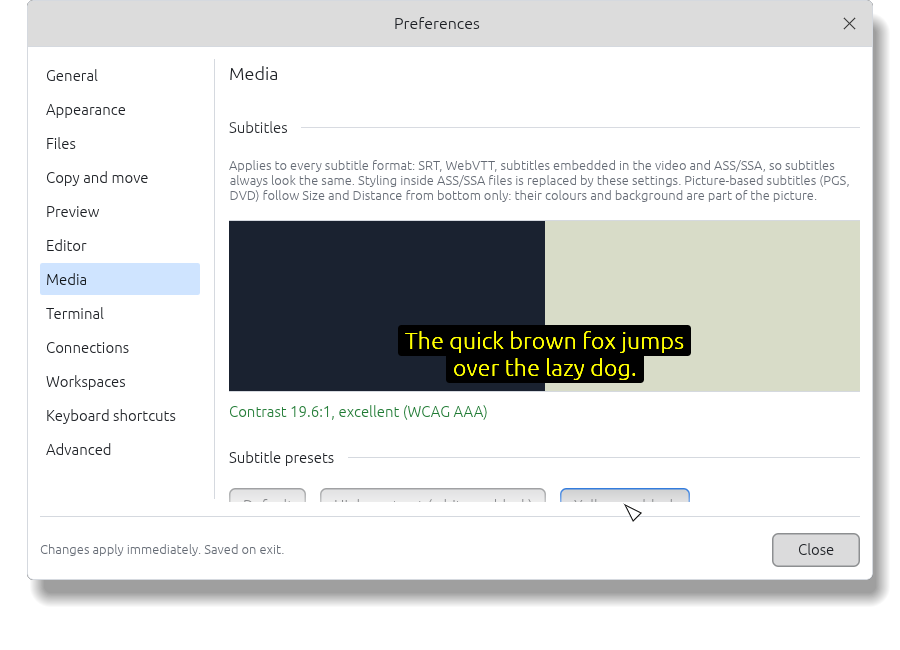 Preferences
General
Appearance
Files
Copy and move
Preview
Editor
Media
Terminal
Connections
Workspaces
Keyboard shortcuts
Advanced
Media
Subtitles
Applies to every subtitle format: SRT, WebVTT, subtitles embedded in the video and ASS/SSA, so subtitles
always look the same. Styling inside ASS/SSA files is replaced by these settings. Picture-based subtitles (PGS,
DVD) follow Size and Distance from bottom only: their colours and background are part of the picture.
The quick brown fox jumps
over the lazy dog.
Contrast 19.6:1, excellent (WCAG AAA)
Subtitle presets
Changes apply immediately. Saved on exit.
Close